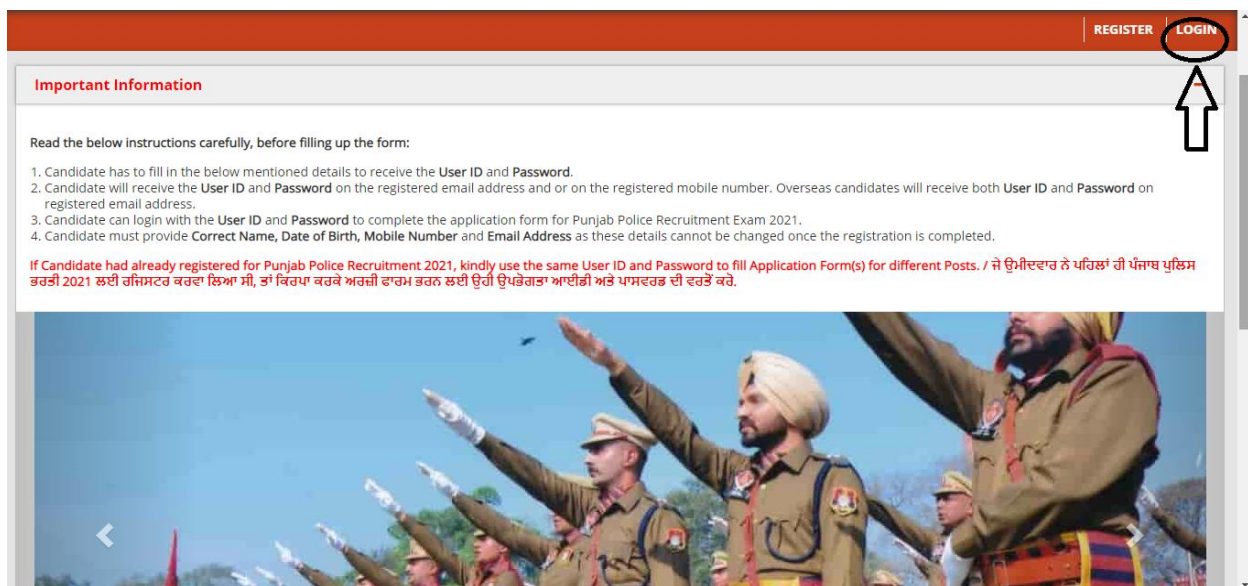 REGISTER LOGIN
Important Information
Read the below instructions carefully, before filling up the form:
1. Candidate has to fill in the below mentioned details to receive the User ID and Password.
2. Candidate will receive the User ID and Password on the registered email address and or on the registered mobile number. Overseas candidates will receive both User ID and Password on
registered email address.
3. Candidate can login with the User ID and Password to complete the application form for Punjab Police Recruitment Exam 2021.
4. Candidate must provide Correct Name, Date of Birth, Mobile Number and Email Address as these details cannot be changed once the registration is completed.
If Candidate had already registered for Punjab Police Recruitment 2021, kindly use the same User ID and Password to fill Application Form(s) for different Posts. / ਜੇ ਉਮੀਦਵਾਰ ਨੇ ਪਹਿਲਾਂ ਹੀ ਪੰਜਾਬ ਪੁਲਿਸ
ਭਰਤੀ 2021 ਲਈ ਰਜਿਸਟਰ ਕਰਵਾ ਲਿਆ ਸੀ, ਤਾਂ ਕਿਰਪਾ ਕਰਕੇ ਅਰਜ਼ੀ ਫਾਰਮ ਭਰਨ ਲਈ ਉਹੀ ਉਪਭੋਗਤਾ ਆਈਡੀ ਅਤੇ ਪਾਸਵਰਡ ਦੀ ਵਰਤੋਂ ਕਰੋ.